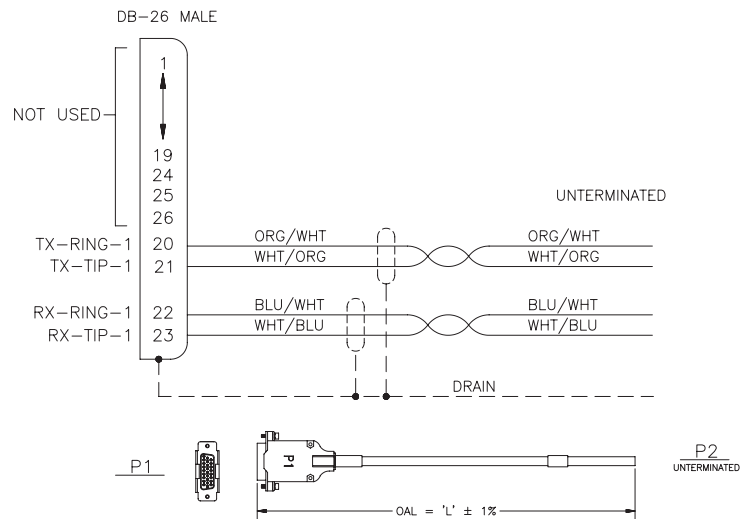 DB-26 MALE
1
NOT USED
19
24
25
26
UNTERMINATED
TX-RING-1 20 ORG/WHT ORG/WHT
TX-TIP-1 21 WHT/ORG WHT/ORG
RX-RING-1 22 BLU/WHT BLU/WHT
RX-TIP-1 23 WHT/BLU WHT/BLU
DRAIN
P1
P1
P2
UNTERMINATED
OAL = 'L' ± 1%